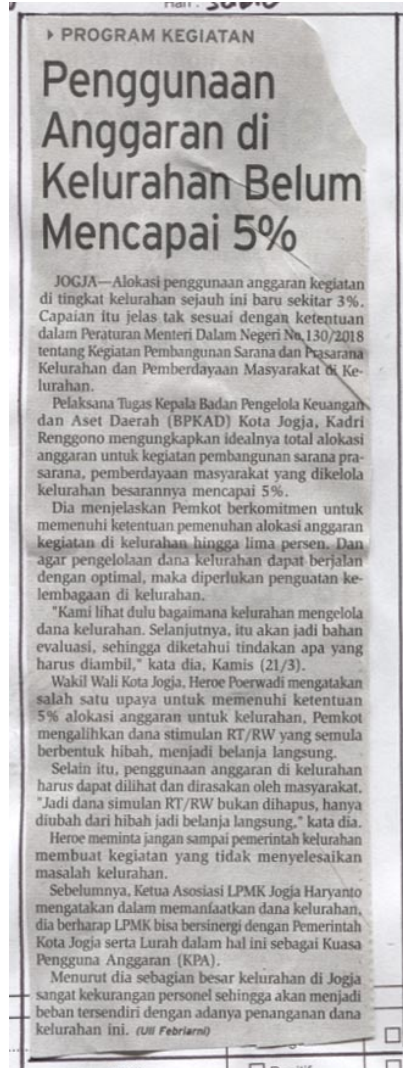 Hari :
PROGRAM KEGIATAN
Penggunaan
Anggaran di
Kelurahan Belum
Mencapai 5%
JOGJA—Alokasi penggunaan anggaran kegiatan
di tingkat kelurahan sejauh ini baru sekitar 3%.
Capaian itu jelas tak sesuai dengan ketentuan
dalam Peraturan Menteri Dalam Negeri No.130/2018
tentang Kegiatan Pembangunan Sarana dan Prasarana
Kelurahan dan Pemberdayaan Masyarakat di Ke-
lurahan.
Pelaksana Tugas Kepala Badan Pengelola Keuangan
dan Aset Daerah (BPKAD) Kota Jogja, Kadri
Renggono mengungkapkan idealnya total alokasi
anggaran untuk kegiatan pembangunan sarana pra-
sarana, pemberdayaan masyarakat yang dikelola
kelurahan besarannya mencapai 5%.
Dia menjelaskan Pemkot berkomitmen untuk
memenuhi ketentuan pemenuhan alokasi anggaran
kegiatan di kelurahan hingga lima persen. Dan
agar pengelolaan dana kelurahan dapat berjalan
dengan optimal, maka diperlukan penguatan ke-
lembagaan di kelurahan.
"Kami lihat dulu bagaimana kelurahan mengelola
dana kelurahan. Selanjutnya, itu akan jadi bahan
evaluasi, sehingga diketahui tindakan apa yang
harus diambil," kata dia, Kamis (21/3).
Wakil Wali Kota Jogja, Heroe Poerwadi mengatakan
salah satu upaya untuk memenuhi ketentuan
5% alokasi anggaran untuk kelurahan, Pemkot
mengalihkan dana stimulan RT/RW yang semula
berbentuk hibah, menjadi belanja langsung.
Selain itu, penggunaan anggaran di kelurahan
harus dapat dilihat dan dirasakan oleh masyarakat.
"Jadi dana simulan RT/RW bukan dihapus, hanya
diubah dari hibah jadi belanja langsung," kata dia.
Heroe meminta jangan sampai pemerintah kelurahan
membuat kegiatan yang tidak menyelesaikan
masalah kelurahan.
Sebelumnya, Ketua Asosiasi LPMK Jogja Haryanto
mengatakan dalam memanfaatkan dana kelurahan,
dia berharap LPMK bisa bersinergi dengan Pemerintah
Kota Jogja serta Lurah dalam hal ini sebagai Kuasa
Pengguna Anggaran (KPA).
Menurut dia sebagian besar kelurahan di Jogja
sangat kekurangan personel sehingga akan menjadi
beban tersendiri dengan adanya penanganan dana
kelurahan ini. (Uli Febriarni)